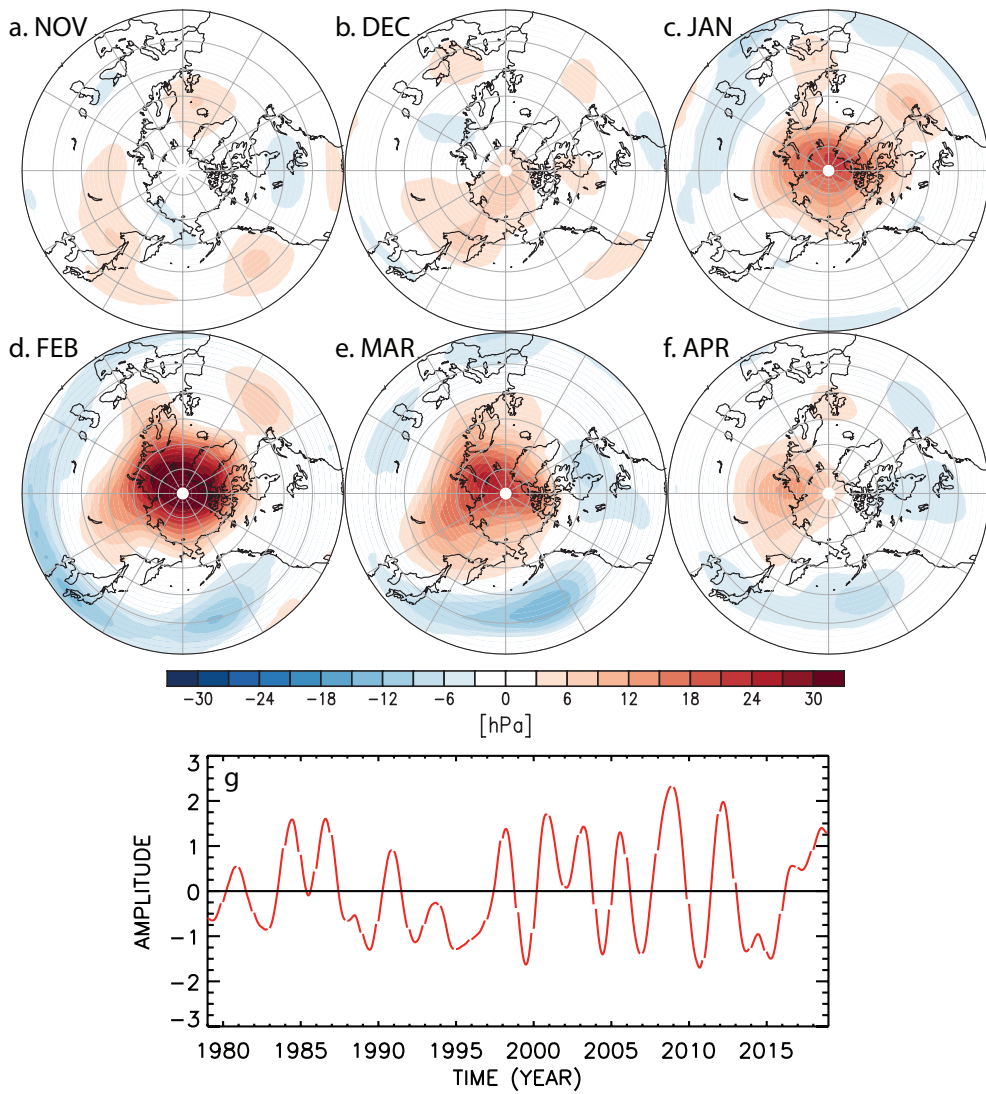 a. NOV
b. DEC
c. JAN
d. FEB
e. MAR
f. APR
-30 -24 -18 -12 -6 0 6 12 18 24 30
[hPa]
g
3
2
1
0
-1
-2
-3
AMPLITUDE
1980 1985 1990 1995 2000 2005 2010 2015
TIME (YEAR)